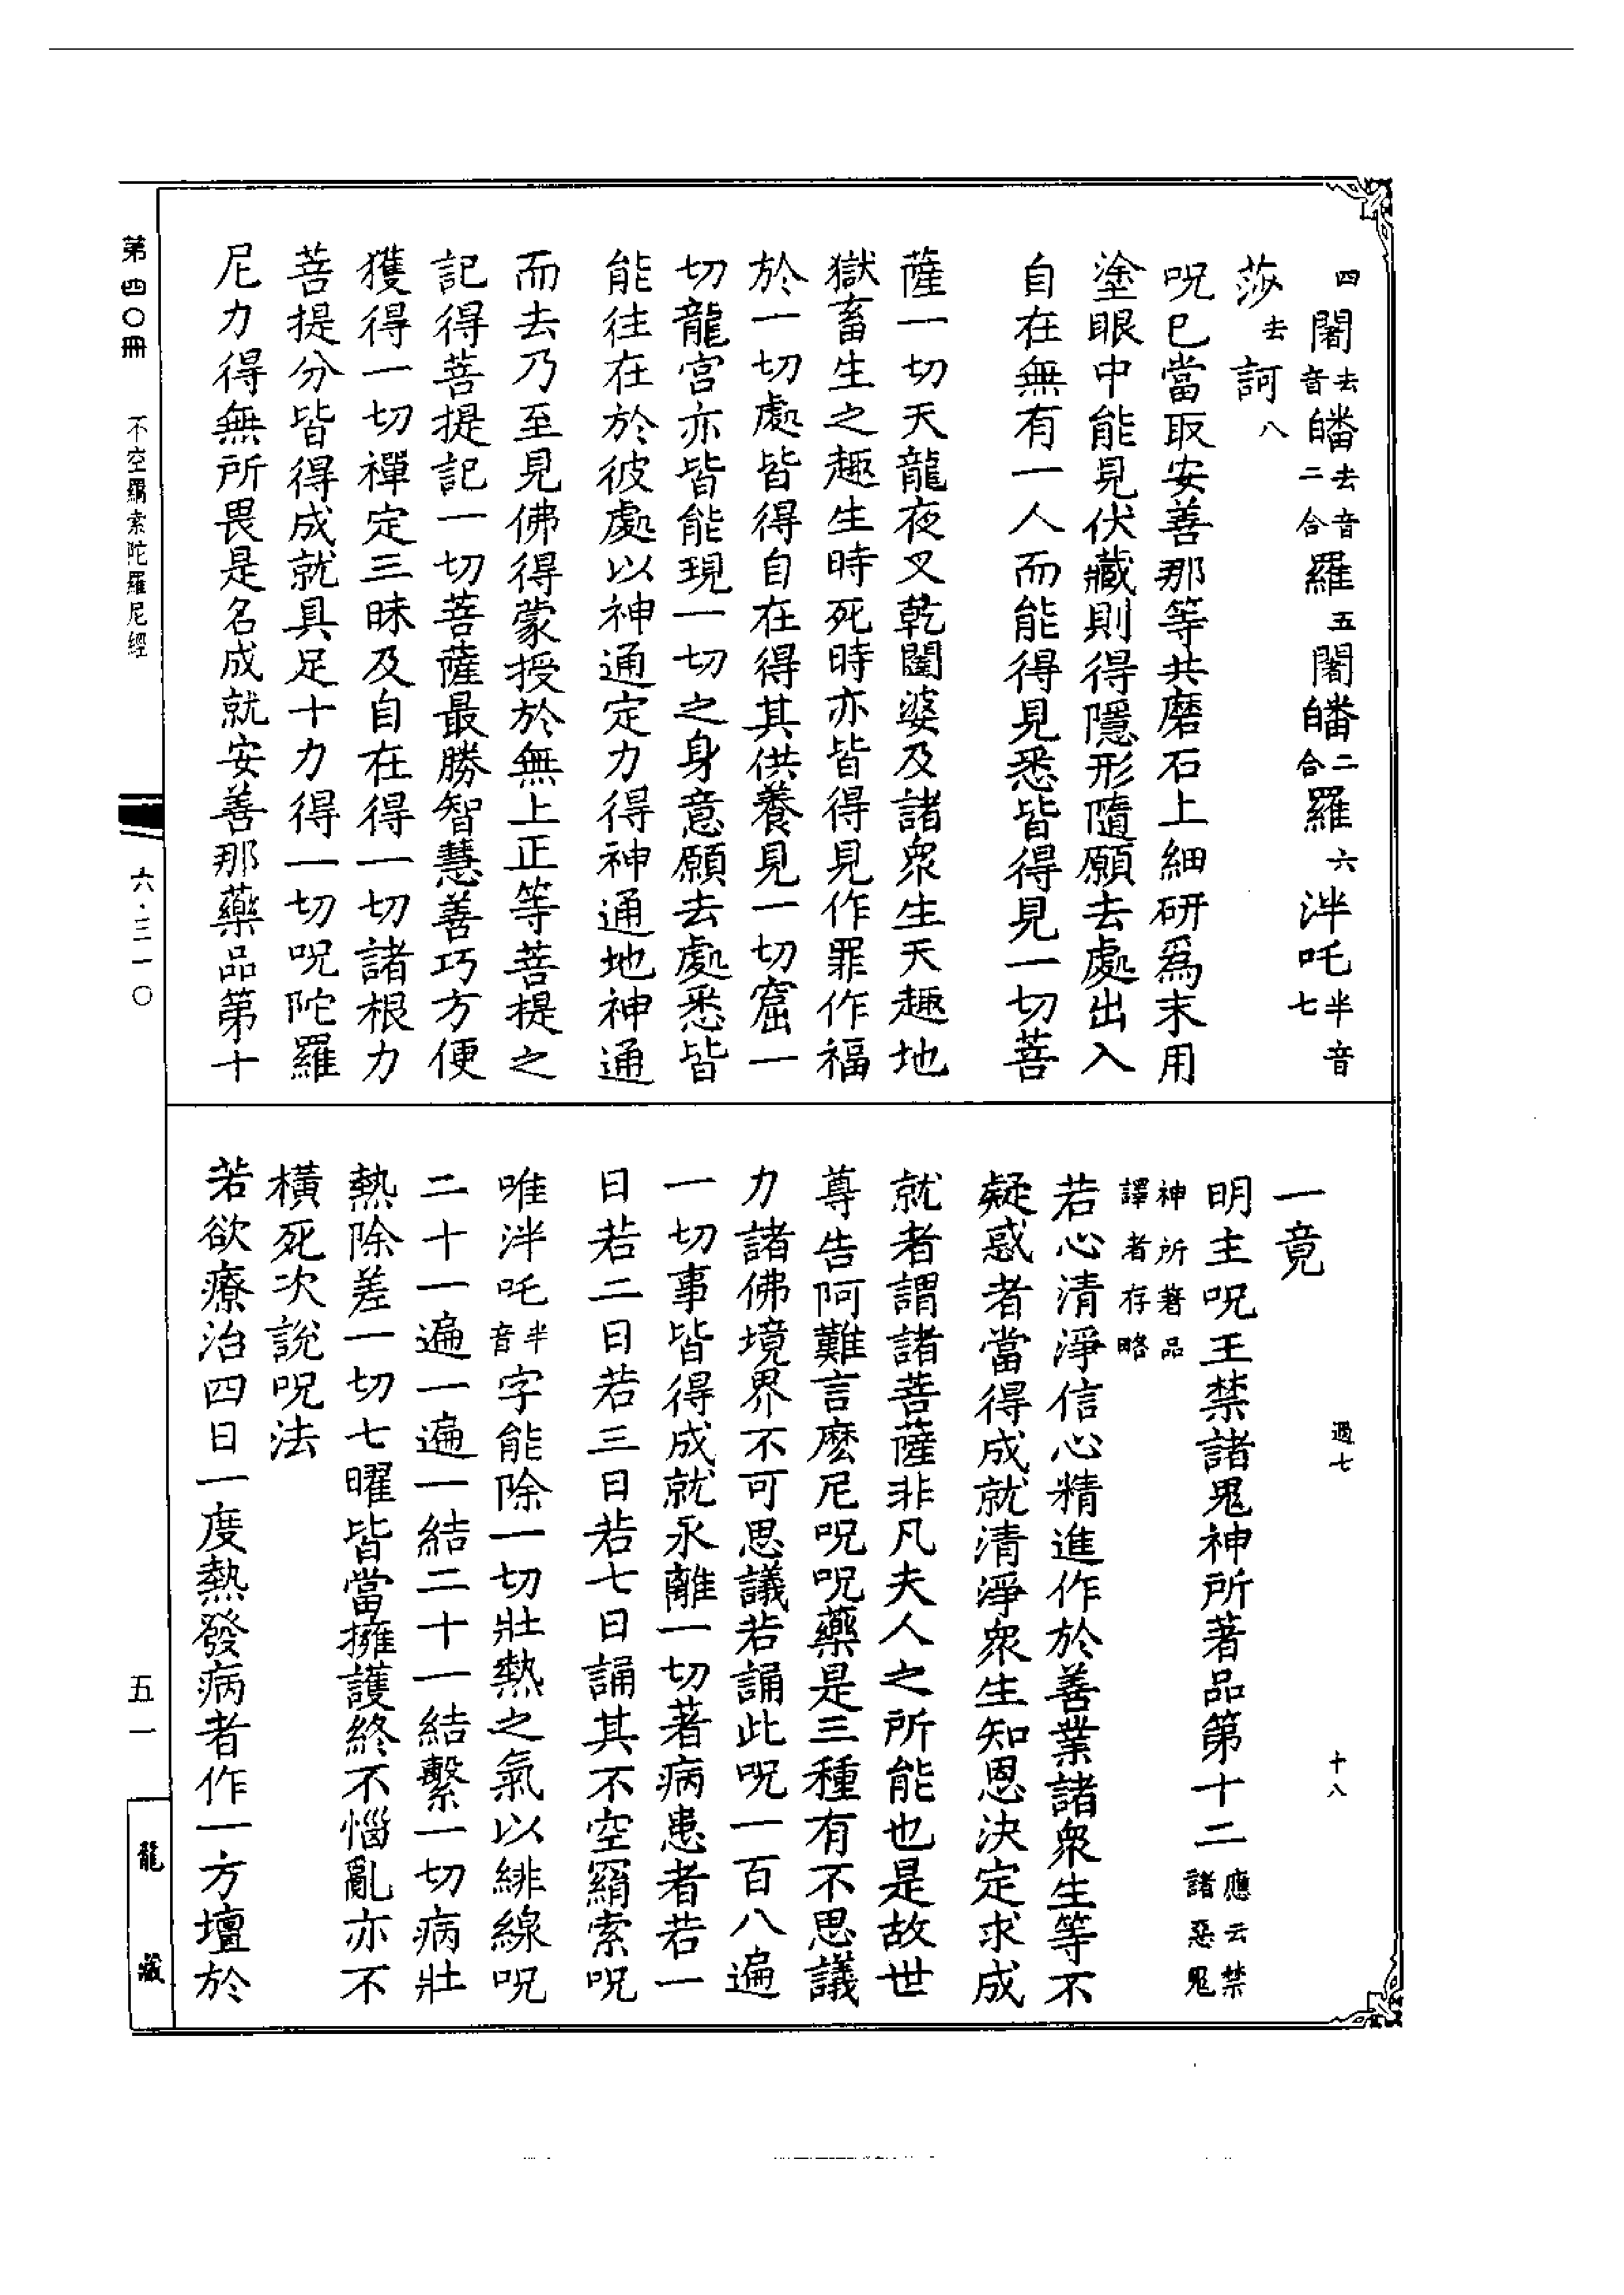 四闍去音皤去音二合羅五闍皤二合羅六泮吒半音七
莎去訶八
呪已當取安善那等共磨石上細研爲末用
塗眼中能見伏藏則得隱形隨願去處出入
自在無有一人而能得見悉皆得見一切菩
薩一切天龍夜叉乾闥婆及諸衆生天趣地
獄畜生之趣生時死時亦皆得見作罪作福
於一切處皆得自在得其供養見一切窟一
切龍宮亦皆能現一切之身意願去處悉皆
能往在於彼處以神通定力得神通地神通
而去乃至見佛得蒙授於無上正等菩提之
記得菩提記一切菩薩最勝智慧善巧方便
獲得一切禪定三昧及自在得一切諸根力
菩提分皆得成就具足十力得一切呪陀羅
尼力得無所畏是名成就安善那藥品第十
一竟
明主呪王禁諸鬼神所著品第十二應云禁諸惡鬼
神所著品譯者存略
若心清淨信心精進作於善業諸衆生等不
疑惑者當得成就清淨衆生知恩決定求成
就者謂諸菩薩非凡夫人之所能也是故世
尊告阿難言麽尼呪呪藥是三種有不思議
力諸佛境界不可思議若誦此呪一百八遍
一切事皆得成就永離一切著病患者若一
日若二日若三日若七日誦其不空羂索呪
唯泮吒半音字能除一切壯熱之氣以緋線呪
二十一遍一遍一結二十一結繫一切病壯
熱除差一切七曜皆當擁護終不惱亂亦不
橫死次說呪法
若欲療治四日一度熱發病者作一方壇於
過七
十八
第四〇冊
不空羂索陀羅尼經
六·三一〇
五一
龍藏